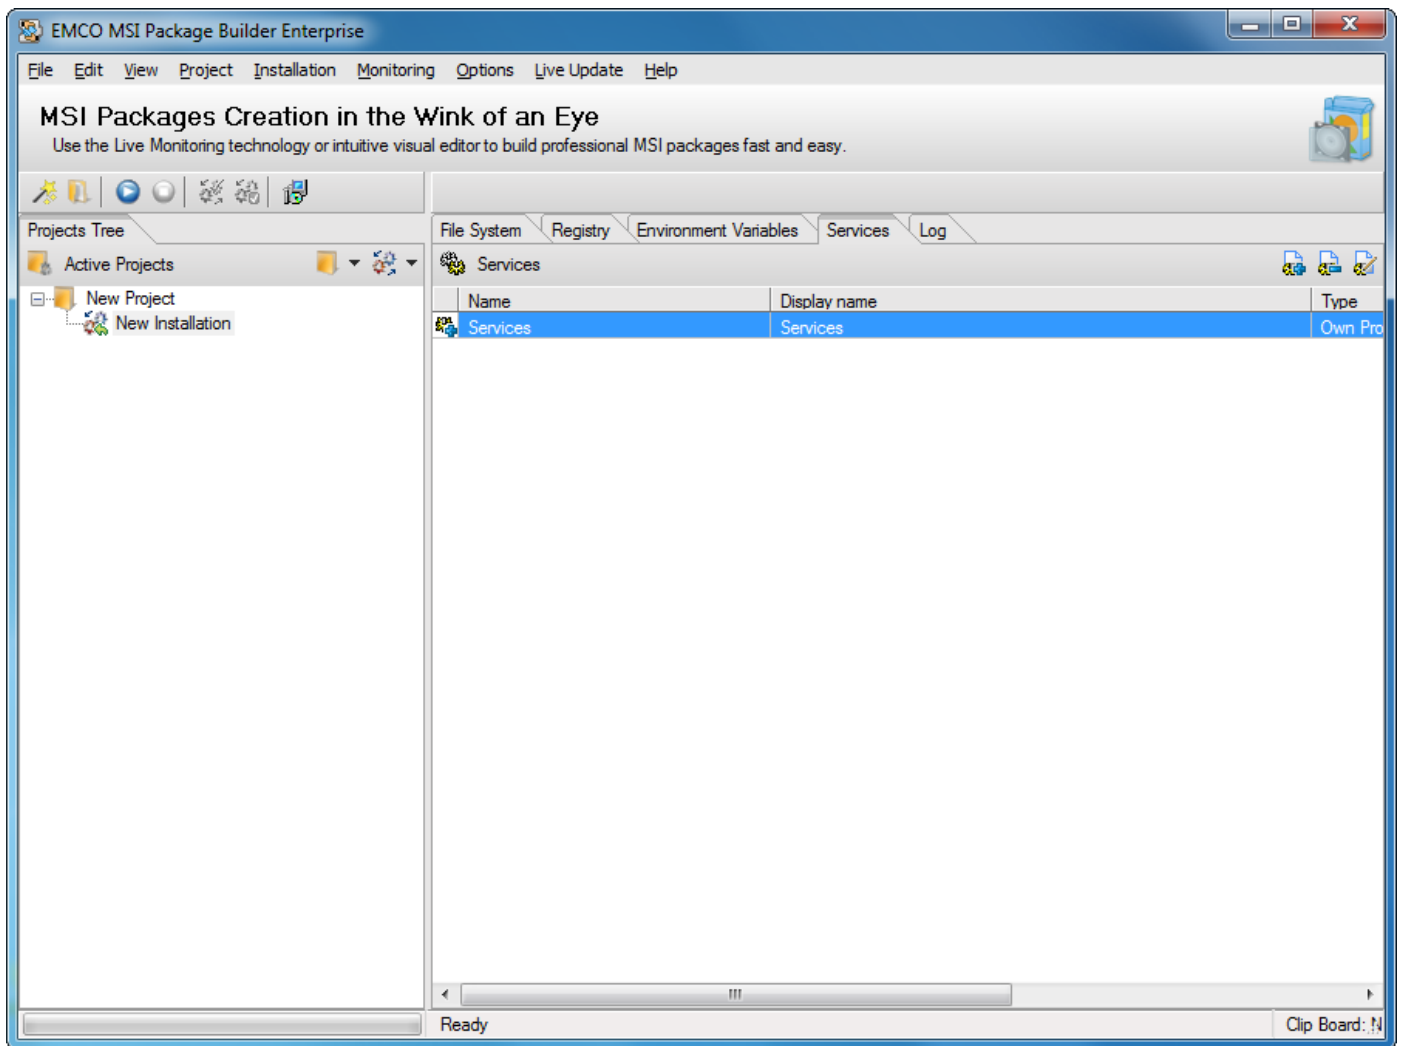 EMCO MSI Package Builder Enterprise
File Edit View Project Installation Monitoring Options Live Update Help
MSI Packages Creation in the Wink of an Eye
Use the Live Monitoring technology or intuitive visual editor to build professional MSI packages fast and easy.
Projects Tree
File System Registry Environment Variables Services Log
Active Projects
Services
New Project
New Installation
Name Display name Type
Services Services Own Pro
Ready
Clip Board: N